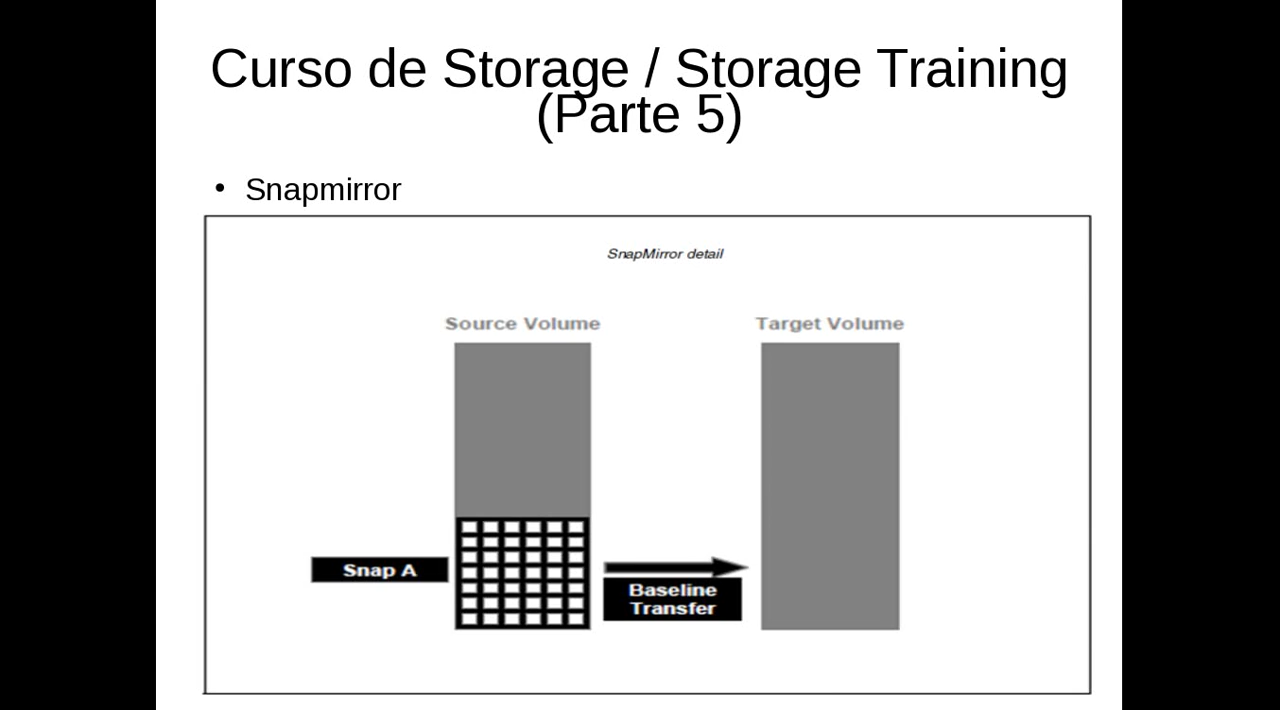 Curso de Storage / Storage Training
(Parte 5)
• Snapmirror
SnapMirror detail
Source Volume
Target Volume
Snap A
Baseline
Transfer